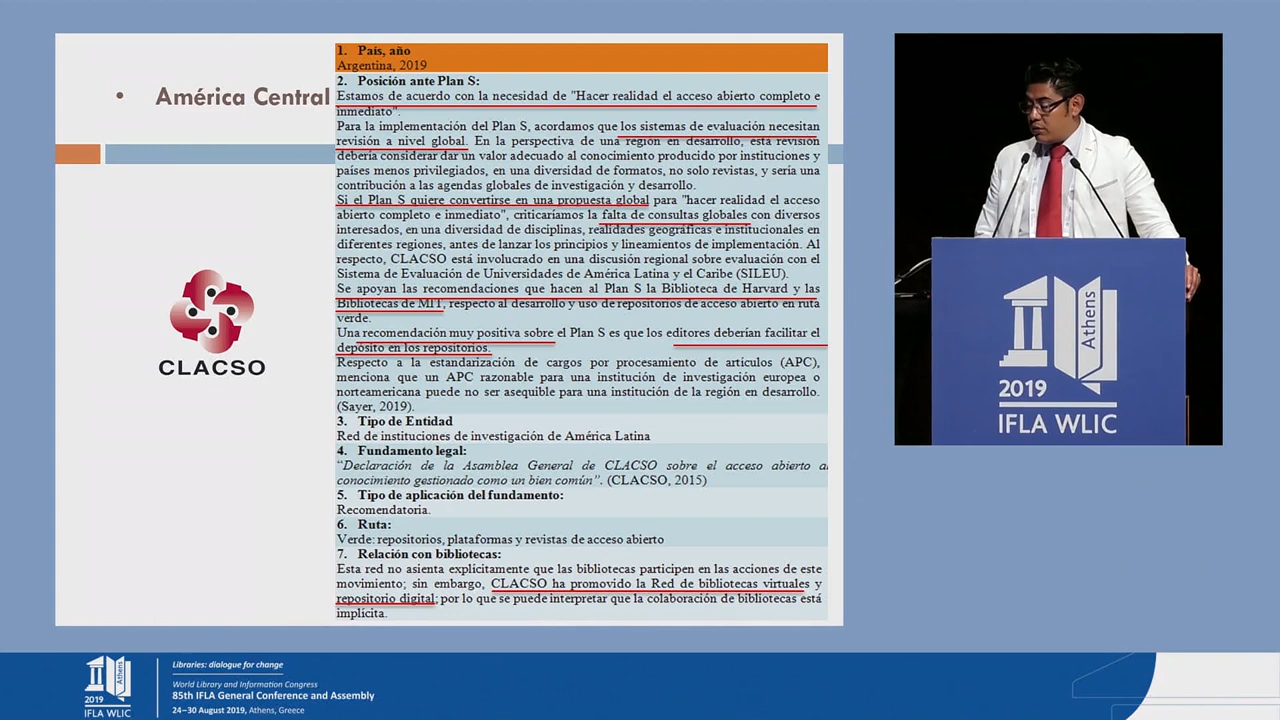 • América Central
1. País, año
Argentina, 2019
2. Posición ante Plan S:
Estamos de acuerdo con la necesidad de "Hacer realidad el acceso abierto completo e
inmediato".
Para la implementación del Plan S, acordamos que los sistemas de evaluación necesitan
revisión a nivel global. En la perspectiva de una región en desarrollo, esta revisión
debería considerar dar un valor adecuado al conocimiento producido por instituciones y
países menos privilegiados, en una diversidad de formatos, no solo revistas, y sería una
contribución a las agendas globales de investigación y desarrollo.
Si el Plan S quiere convertirse en una propuesta global para "hacer realidad el acceso
abierto completo e inmediato", criticaríamos la falta de consultas globales con diversos
interesados, en una diversidad de disciplinas, realidades geográficas e institucionales en
diferentes regiones, antes de lanzar los principios y lineamientos de implementación. Al
respecto, CLACSO está involucrado en una discusión regional sobre evaluación con el
Sistema de Evaluación de Universidades de América Latina y el Caribe (SILEU).
Se apoyan las recomendaciones que hacen al Plan S la Biblioteca de Harvard y las
Bibliotecas de MIT, respecto al desarrollo y uso de repositorios de acceso abierto en ruta
verde.
Una recomendación muy positiva sobre el Plan S es que los editores deberían facilitar el
depósito en los repositorios.
Respecto a la estandarización de cargos por procesamiento de artículos (APC),
menciona que un APC razonable para una institución de investigación europea o
norteamericana puede no ser asequible para una institución de la región en desarrollo.
(Sayer, 2019).
3. Tipo de Entidad
Red de instituciones de investigación de América Latina
4. Fundamento legal:
“Declaración de la Asamblea General de CLACSO sobre el acceso abierto al
conocimiento gestionado como un bien común”. (CLACSO, 2015)
5. Tipo de aplicación del fundamento:
Recomendatoria.
6. Ruta:
Verde: repositorios, plataformas y revistas de acceso abierto
7. Relación con bibliotecas:
Esta red no asienta explícitamente que las bibliotecas participen en las acciones de este
movimiento; sin embargo, CLACSO ha promovido la Red de bibliotecas virtuales y
repositorio digital; por lo que se puede interpretar que la colaboración de bibliotecas está
implícita.
CLACSO
Athens
2019
IFLA WLIC
Athens
2019
IFLA WLIC
Libraries: dialogue for change
World Library and Information Congress
85th IFLA General Conference and Assembly
24–30 August 2019, Athens, Greece